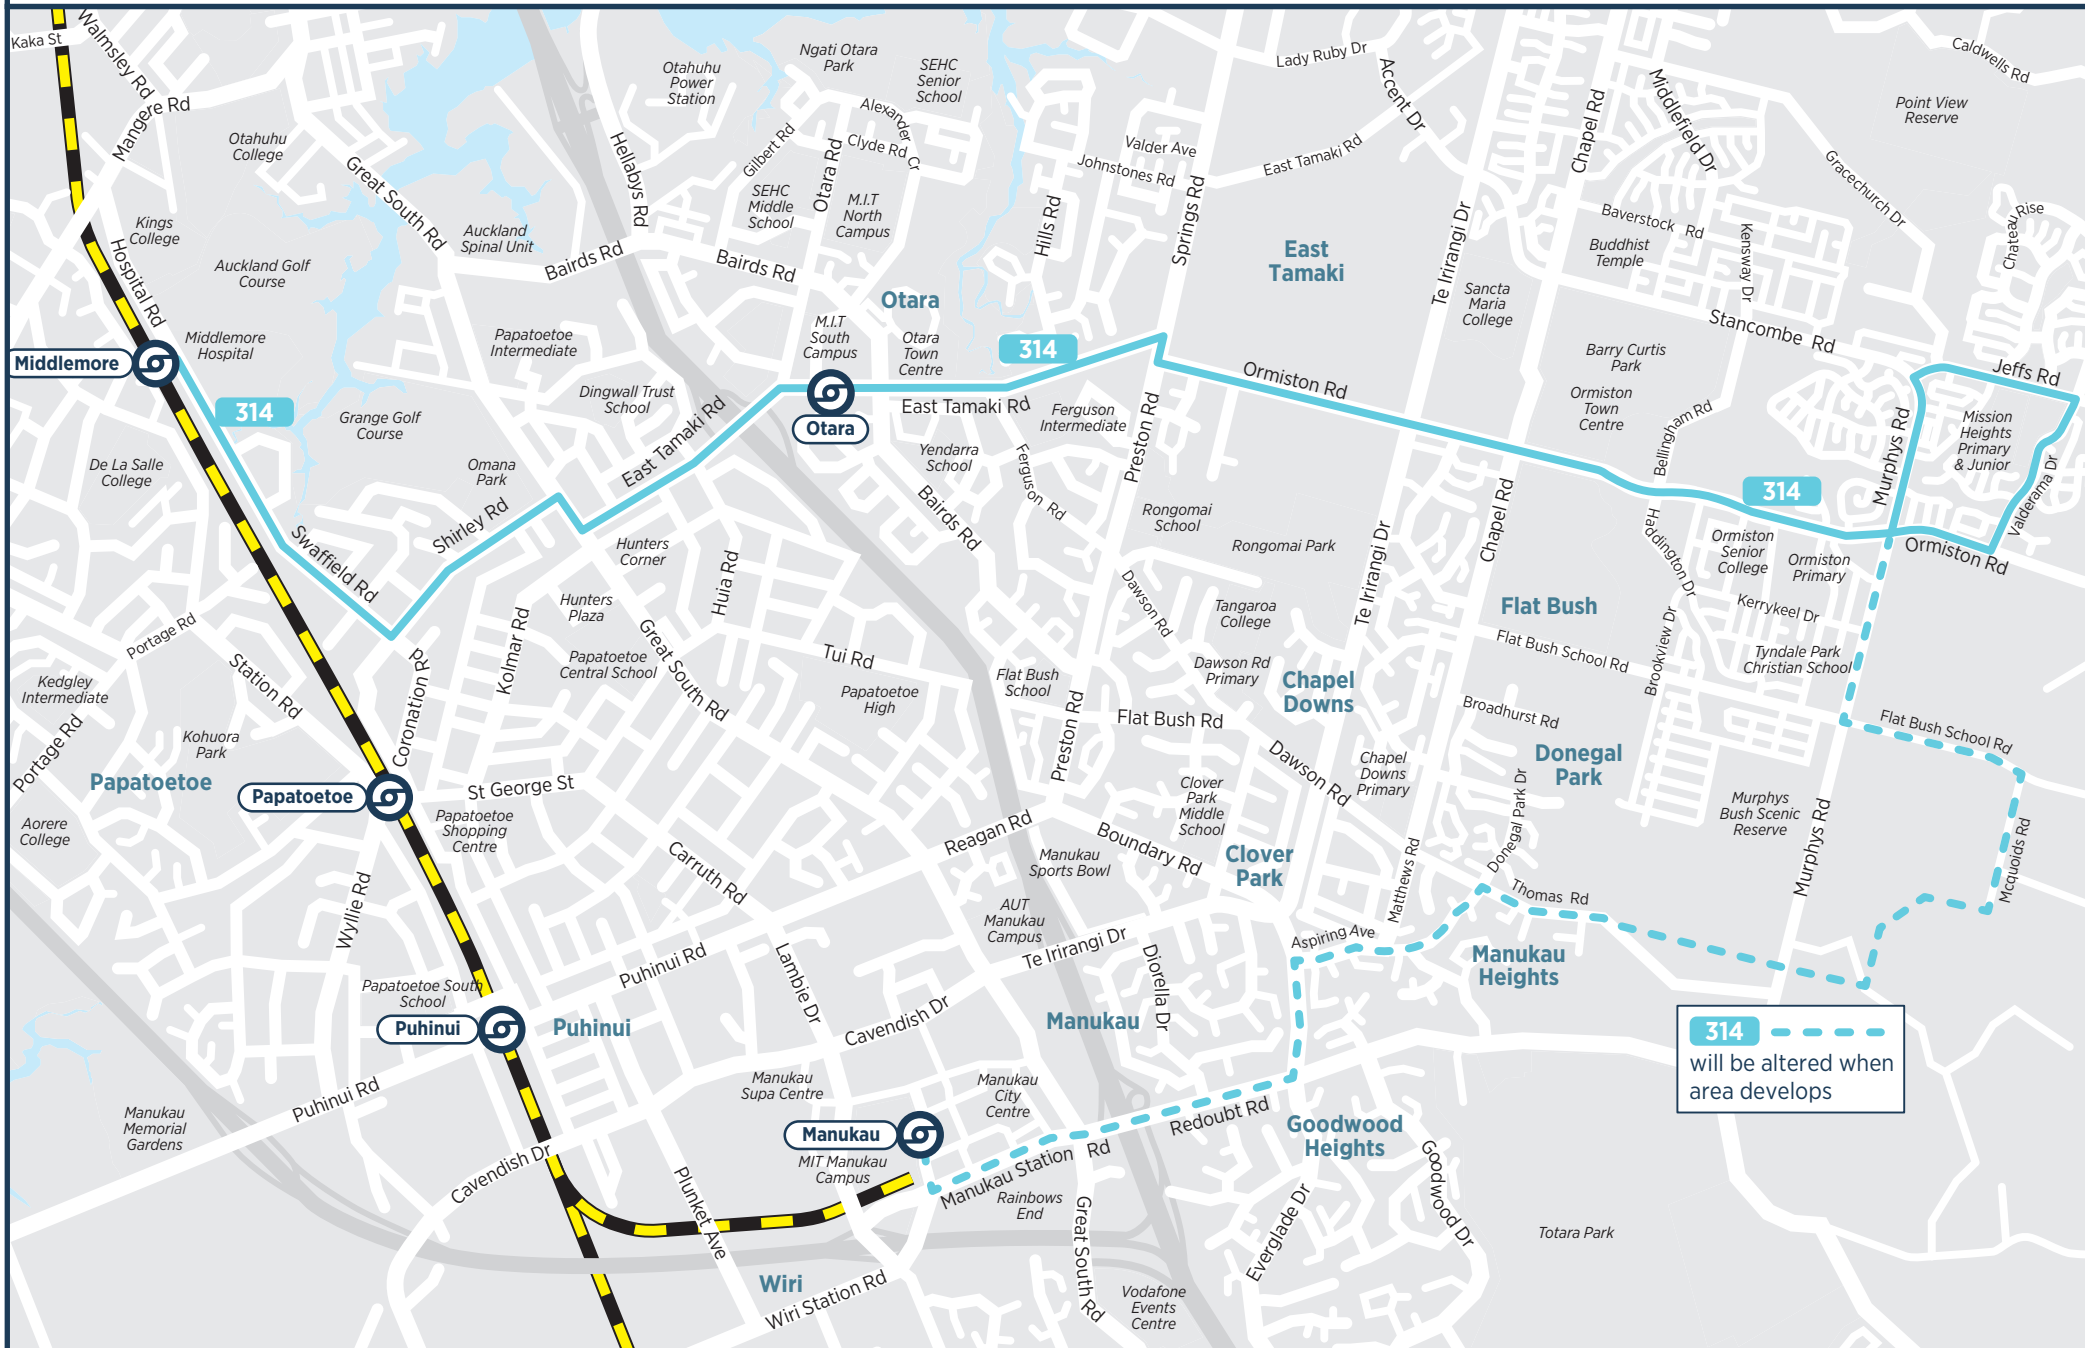 Kaka St
Walmsley Rd
Mangere Rd
Otahuhu
College
Great South Rd
Kings
College
Hospital Rd
Auckland Golf
Course
Middlemore
Hospital
Middlemore
314
Otahuhu
Power
Station
Ngati Otara
Park
SEHC
Senior
School
Alexander
Cr
Clyde Rd
Gilbert Rd
Otara Rd
Hellabys Rd
SEHC
Middle
School
M.I.T
North
Campus
Auckland
Spinal Unit
Bairds Rd
Bairds Rd
Otara
M.I.T
South
Campus
Otara
Town
Centre
Papatoetoe
Intermediate
Dingwall Trust
School
Otara
East Tamaki Rd
East Tamaki Rd
314
Hills Rd
Valder Ave
Johnstones Rd
Springs Rd
East Tamaki Rd
Lady Ruby Dr
Accent Dr
East
Tamaki
Te Irirangi Dr
Chapel Rd
Middlefield Dr
Caldwells Rd
Point View
Reserve
Gracechurch Dr
Chateau
Rise
Baverstock Rd
Buddhist
Temple
Kensway Dr
Sancta
Maria
College
Stancombe Rd
Barry Curtis
Park
Ormiston
Town
Centre
Bellingham Rd
Ormiston Rd
Jeffs Rd
Mission
Heights
Primary
& Junior
Murphys Rd
Valderama Dr
Ormiston Rd
314
Grange Golf
Course
De La Salle
College
Omana
Park
Shirley Rd
Swaffield Rd
Yendarra
School
Ferguson
Intermediate
Ferguson Rd
Preston Rd
Bairds Rd
Rongomai
School
Rongomai Park
Te Irirangi Dr
Chapel Rd
Haddington Dr
Ormiston
Senior
College
Ormiston
Primary
Kerrykeel Dr
Tyndale Park
Christian School
Flat Bush
Flat Bush School Rd
Brookview Dr
Flat Bush School Rd
Hunters
Corner
Hunters
Plaza
Huia Rd
Kolmar Rd
Great South Rd
Papatoetoe
Central School
Tui Rd
Papatoetoe
High
Dawson Rd
Tangaroa
College
Dawson Rd
Primary
Chapel
Downs
Flat Bush
School
Preston Rd
Flat Bush Rd
Dawson Rd
Broadhurst Rd
Chapel
Downs
Primary
Donegal
Park
Donegal Park Dr
Murphys
Bush Scenic
Reserve
Murphys Rd
Mcquoids Rd
Portage Rd
Station Rd
Kedgley
Intermediate
Portage Rd
Kohuora
Park
Papatoetoe
Coronation Rd
Papatoetoe
St George St
Papatoetoe
Shopping
Centre
Aorere
College
Wyllie Rd
Carruth Rd
Reagan Rd
Boundary Rd
Clover
Park
Middle
School
Clover
Park
Manukau
Sports Bowl
AUT
Manukau
Campus
Te Irirangi Dr
Diorella Dr
Matthews Rd
Aspiring Ave
Thomas Rd
Manukau
Heights
Papatoetoe South
School
Puhinui
Puhinui
Puhinui Rd
Puhinui Rd
Lambie Dr
Cavendish Dr
Manukau
Manukau
Supa Centre
Manukau
City
Centre
Manukau
Memorial
Gardens
Manukau
MIT Manukau
Campus
Manukau Station Rd
Redoubt Rd
Rainbows
End
Goodwood
Heights
Goodwood Dr
Everglade Dr
Cavendish Dr
Plunket Ave
Wiri
Wiri Station Rd
Great South Rd
Vodafone
Events
Centre
Totara Park
314
will be altered when
area develops